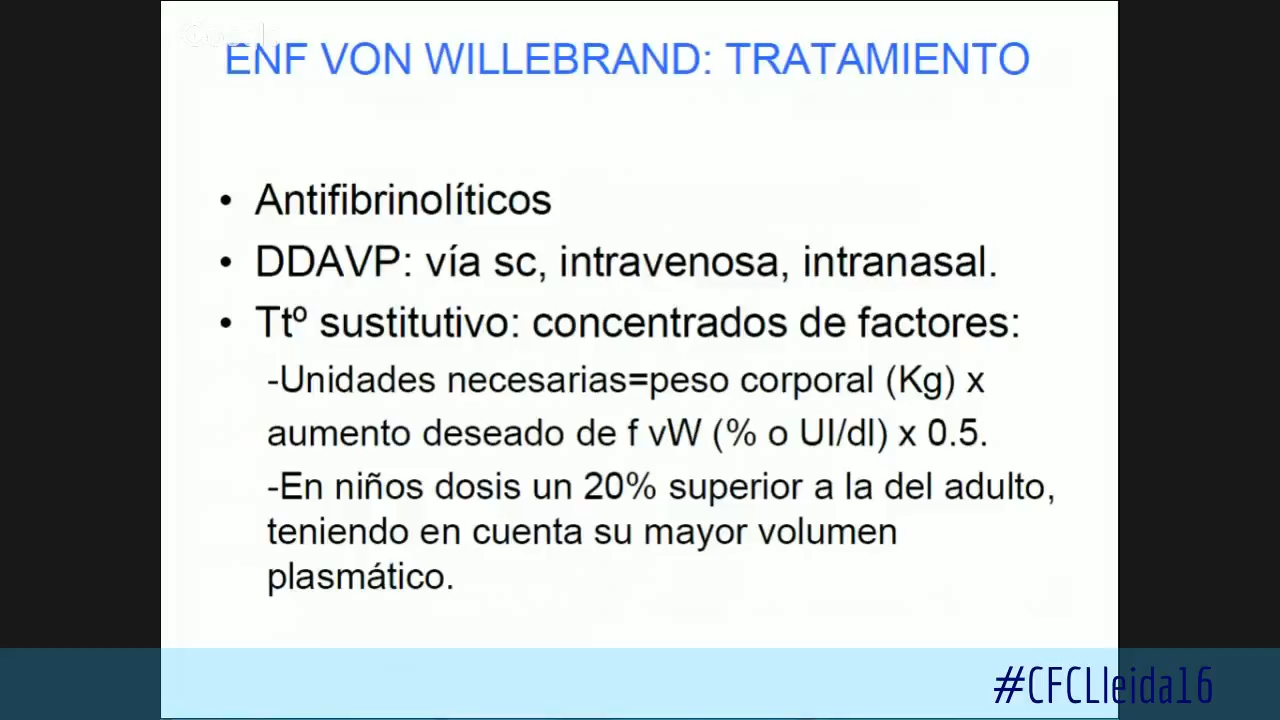 ENF VON WILLEBRAND: TRATAMIENTO
• Antifibrinolíticos
• DDAVP: vía sc, intravenosa, intranasal.
• Ttº sustitutivo: concentrados de factores:
-Unidades necesarias=peso corporal (Kg) x
aumento deseado de f vW (% o UI/dl) x 0.5.
-En niños dosis un 20% superior a la del adulto,
teniendo en cuenta su mayor volumen
plasmático.
#CFCLleida16